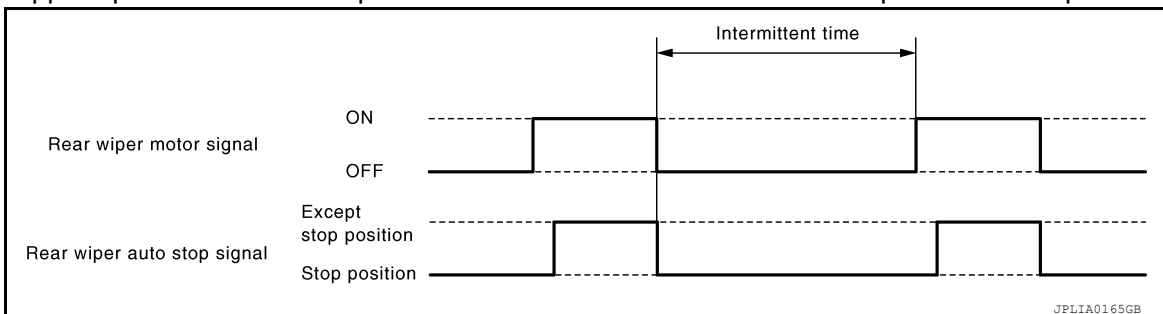 Intermittent time
ON
Rear wiper motor signal
OFF
Except
stop position
Rear wiper auto stop signal
Stop position
JPLIA0165GB